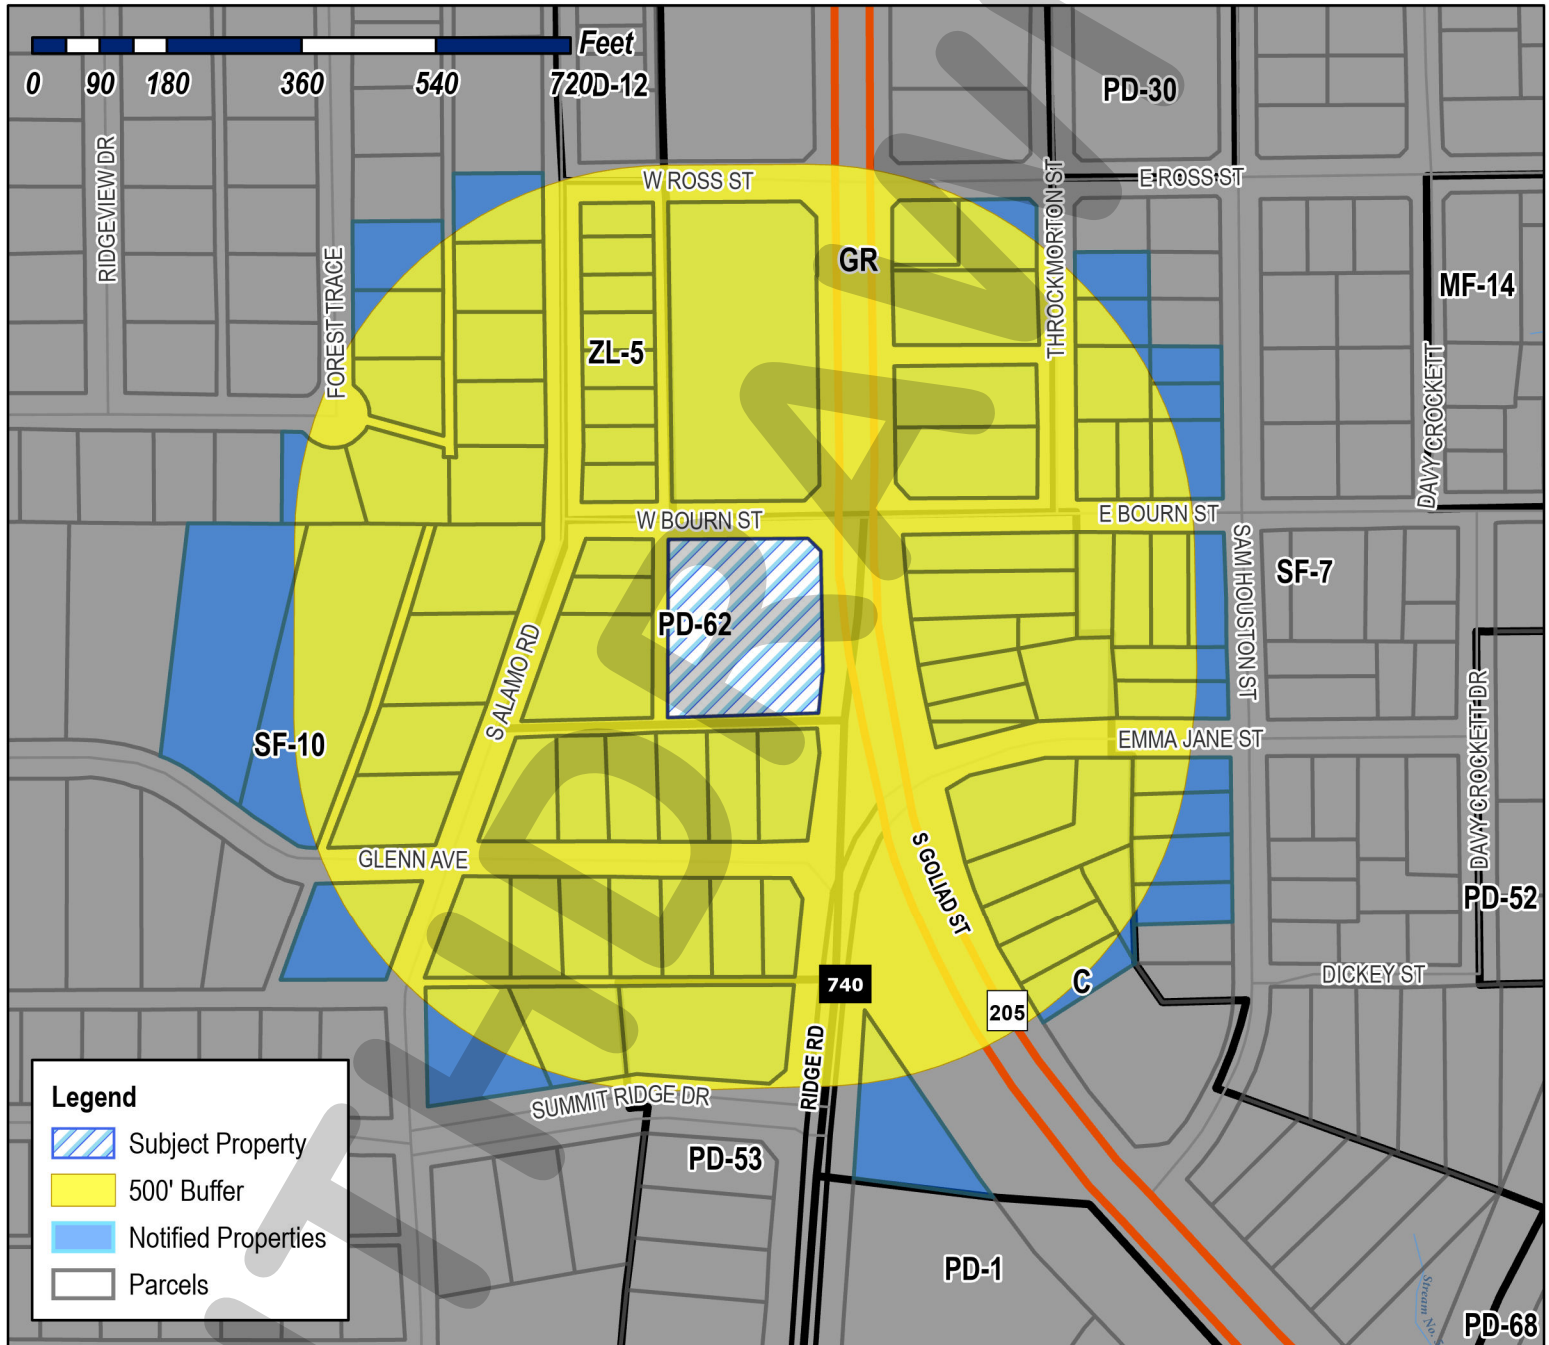 Feet
0 90 180 360 540 720
D-12
PD-30
W ROSS ST
E ROSS ST
RIDGEVIEW DR
FOREST TRACE
THROCKMORTON ST
GR
MF-14
ZL-5
DAVY CROCKETT
W BOURN ST
E BOURN ST
SAM HOUSTON ST
SF-7
PD-62
S ALAMO RD
SF-10
EMMA JANE ST
DAVY CROCKETT DR
GLENN AVE
S GOLIAD ST
PD-52
DICKEY ST
740
C
205
RIDGE RD
SUMMIT RIDGE DR
PD-53
PD-1
PD-68
Stream No.
Legend
Subject Property
500' Buffer
Notified Properties
Parcels
THDRAW